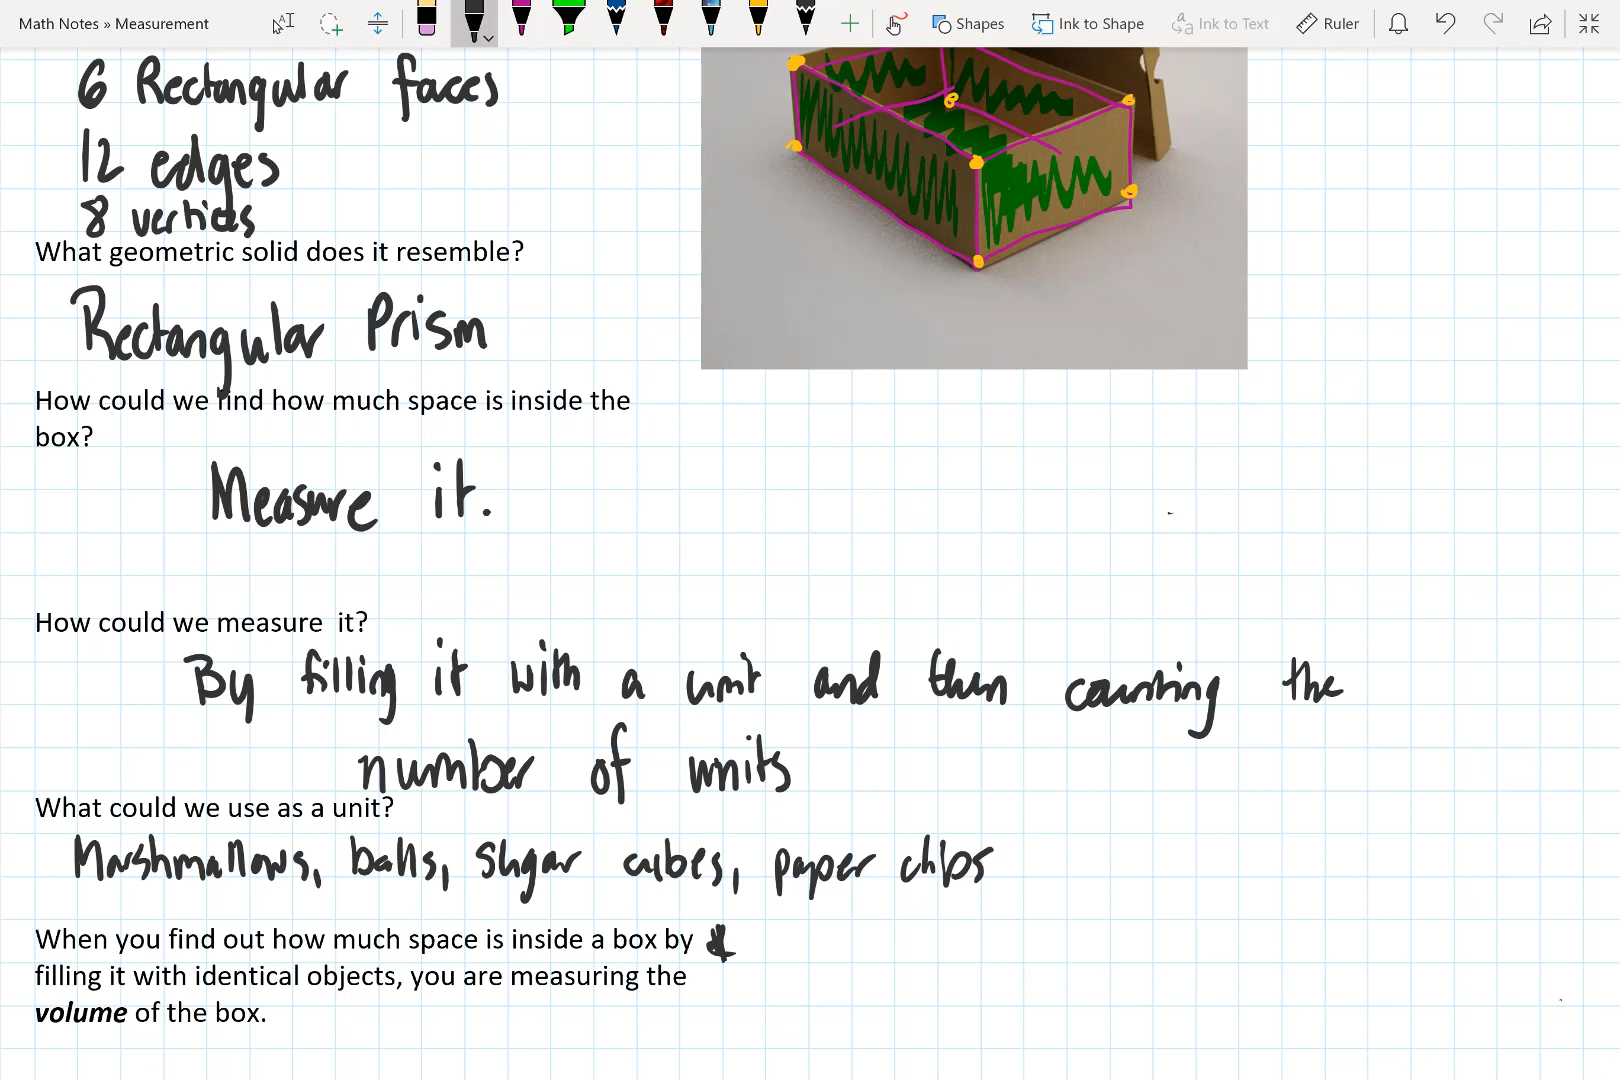 Math Notes » Measurement
Shapes
Ink to Shape
Ink to Text
Ruler
6 Rectangular faces
12 edges
8 vertices
What geometric solid does it resemble?
Rectangular Prism
How could we find how much space is inside the
box?
Measure it.
How could we measure it?
By filling it with a unit and then counting the
number of units
What could we use as a unit?
Marshmallows, balls, sugar cubes, paper chips
When you find out how much space is inside a box by
filling it with identical objects, you are measuring the
volume of the box.